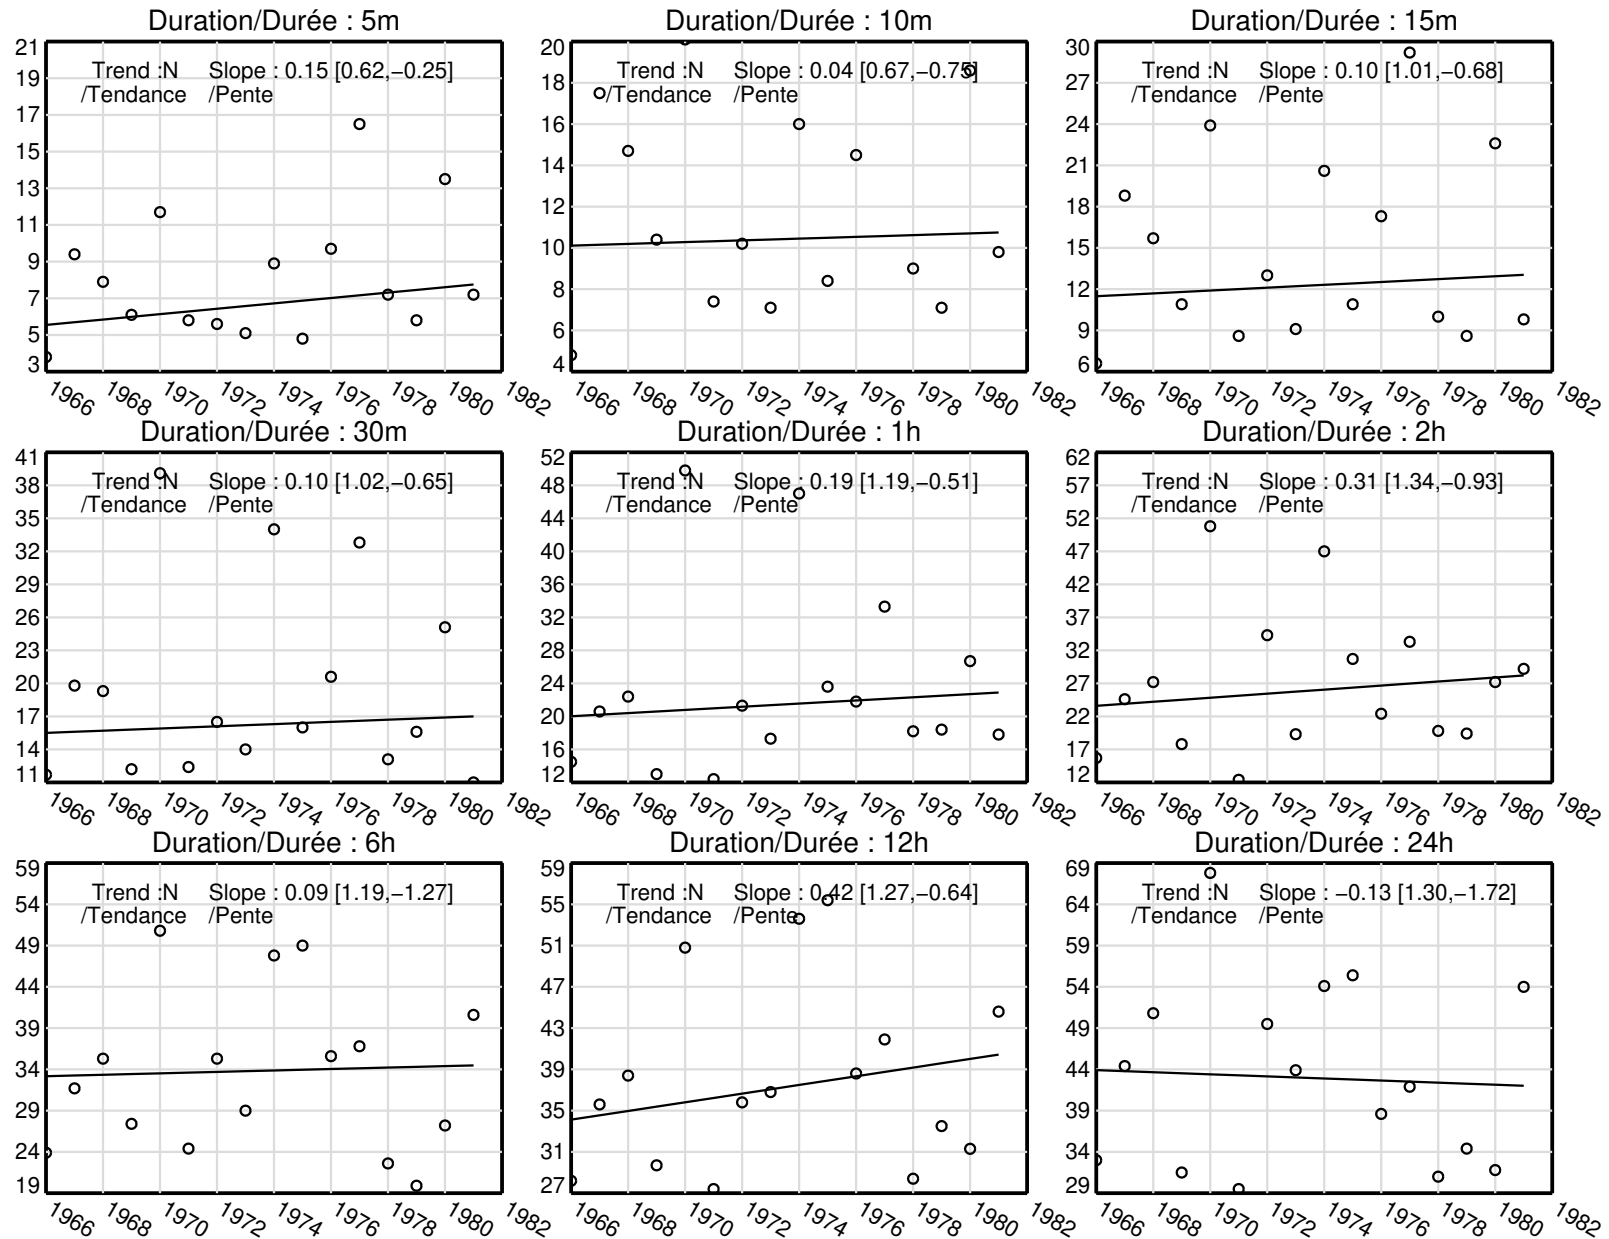 Duration/Durée : 5m
21
19
17
15
13
11
9
7
5
3
Trend :N Slope : 0.15 [0.62,−0.25]
/Tendance /Pente
1966 1968 1970 1972 1974 1976 1978 1980 1982
Duration/Durée : 10m
20
18
16
14
12
10
8
6
4
Trend :N Slope : 0.04 [0.67,−0.75]
/Tendance /Pente
1966 1968 1970 1972 1974 1976 1978 1980 1982
Duration/Durée : 15m
30
27
24
21
18
15
12
9
6
Trend :N Slope : 0.10 [1.01,−0.68]
/Tendance /Pente
1966 1968 1970 1972 1974 1976 1978 1980 1982
Duration/Durée : 30m
41
38
35
32
29
26
23
20
17
14
11
Trend :N Slope : 0.10 [1.02,−0.65]
/Tendance /Pente
1966 1968 1970 1972 1974 1976 1978 1980 1982
Duration/Durée : 1h
52
48
44
40
36
32
28
24
20
16
12
Trend :N Slope : 0.19 [1.19,−0.51]
/Tendance /Pente
1966 1968 1970 1972 1974 1976 1978 1980 1982
Duration/Durée : 2h
62
57
52
47
42
37
32
27
22
17
12
Trend :N Slope : 0.31 [1.34,−0.93]
/Tendance /Pente
1966 1968 1970 1972 1974 1976 1978 1980 1982
Duration/Durée : 6h
59
54
49
44
39
34
29
24
19
Trend :N Slope : 0.09 [1.19,−1.27]
/Tendance /Pente
1966 1968 1970 1972 1974 1976 1978 1980 1982
Duration/Durée : 12h
59
55
51
47
43
39
35
31
27
Trend :N Slope : 0.42 [1.27,−0.64]
/Tendance /Pente
1966 1968 1970 1972 1974 1976 1978 1980 1982
Duration/Durée : 24h
69
64
59
54
49
44
39
34
29
Trend :N Slope : −0.13 [1.30,−1.72]
/Tendance /Pente
1966 1968 1970 1972 1974 1976 1978 1980 1982